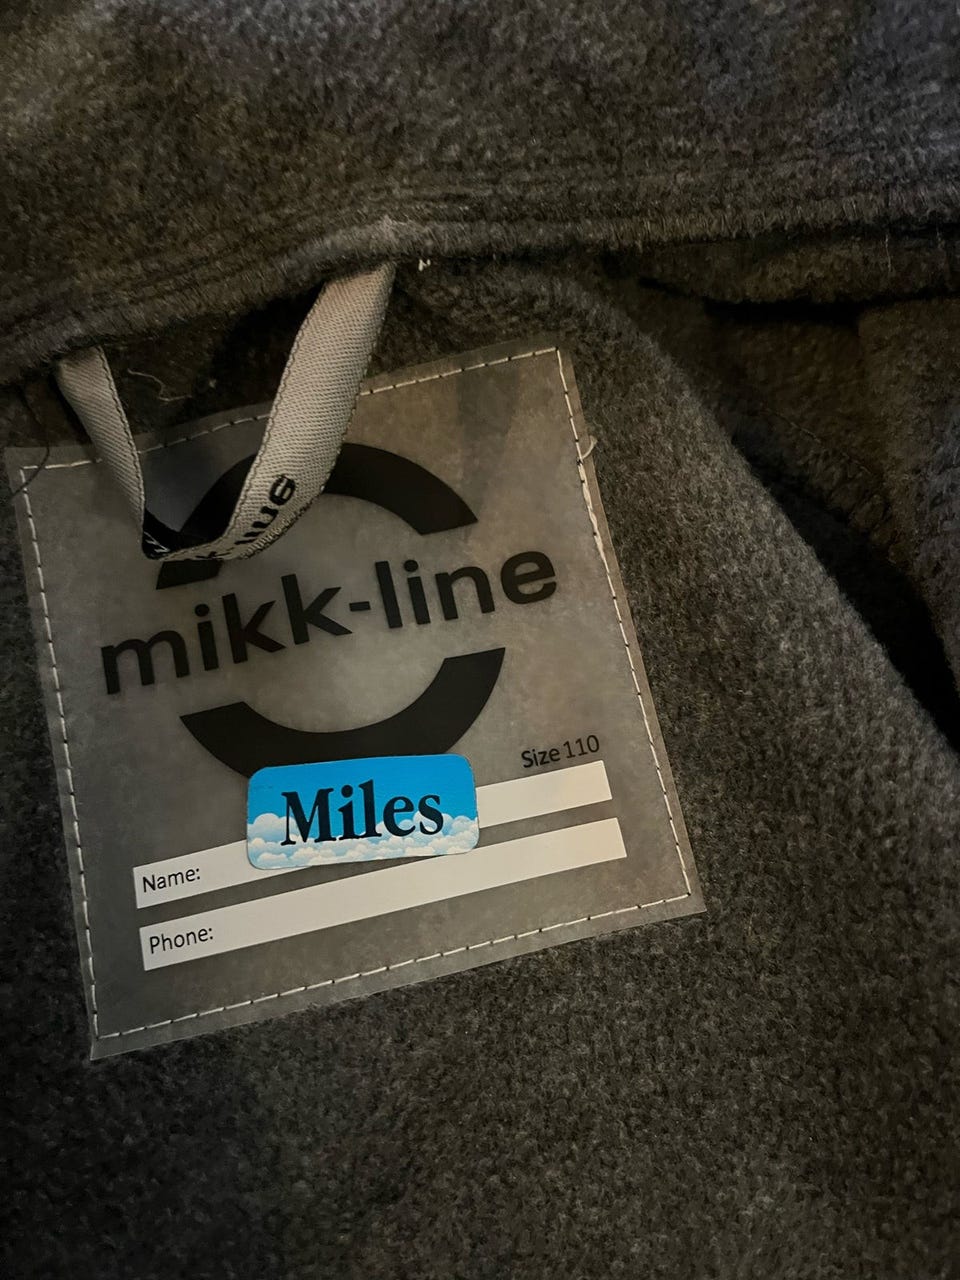 mikk-line
Size 110
Miles
Name:
Phone: